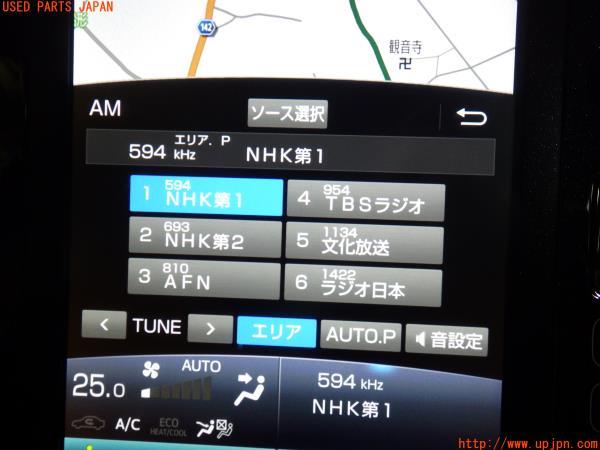 USED PARTS JAPAN
142
観音寺
卍
AM
ソース選択
エリア. P
594 kHz NHK第1
1 594 NHK第1
4 954 TBSラジオ
2 693 NHK第2
5 1134 文化放送
3 810 AFN
6 1422 ラジオ日本
< TUNE > エリア AUTO.P 音設定
AUTO
25.0
594 kHz
NHK第1
A/C ECO HEAT/COOL
http://www.upjpn.com/